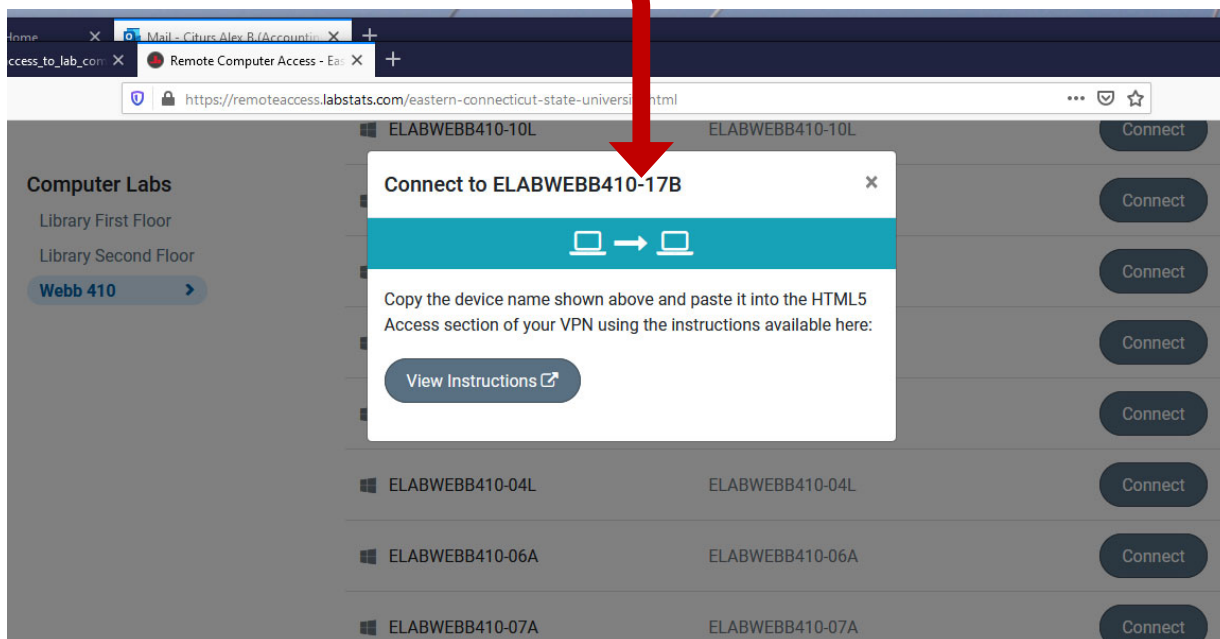 Home
Mail - Citurs Alex B.(Accountin
ccess_to_lab_com
Remote Computer Access - Eas
https://remoteaccess.labstats.com/eastern-connecticut-state-universi html
ELABWEBB410-10L ELABWEBB410-10L Connect
Computer Labs
Library First Floor
Library Second Floor
Webb 410
Connect to ELABWEBB410-17B
Copy the device name shown above and paste it into the HTML5
Access section of your VPN using the instructions available here:
View Instructions
Connect
Connect
Connect
Connect
ELABWEBB410-04L ELABWEBB410-04L Connect
ELABWEBB410-06A ELABWEBB410-06A Connect
ELABWEBB410-07A ELABWEBB410-07A Connect